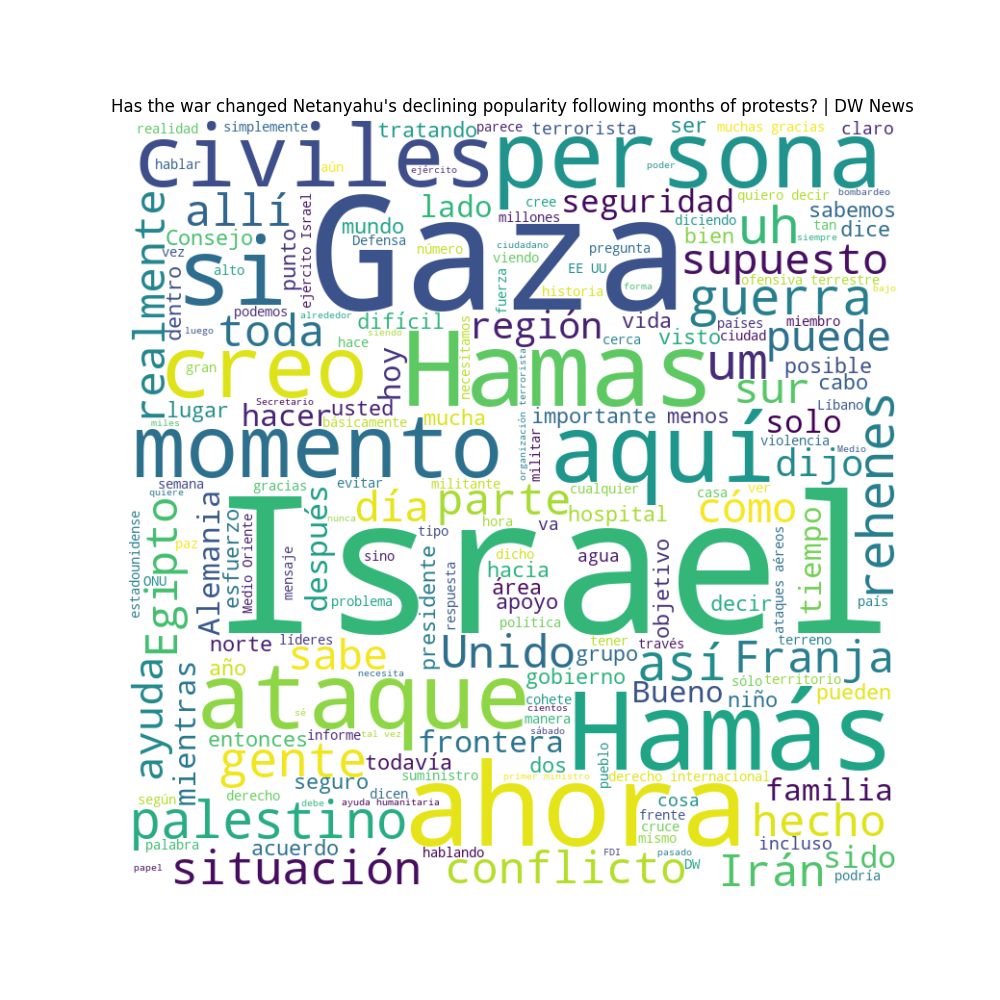 Has the war changed Netanyahu's declining popularity following months of protests? | DW News
realidad
simplemente
tratando
parece
terrorista
ser
muchas gracias
claro
civiles
persona
hablar
aún
ejército
poder
bombardeo
allí
lado
cree
seguridad
quiero decir
sabemos
realmente
Gaza
mundo
millones
diciendo
uh
tan
dice
Consejo
punto
ejército Israel
Defensa
número
viendo
ciudadano
pregunta
bien
siempre
vez
dentro
si
alto
fuerza
EE UU
historia
forma
supuesto
ofensiva terrestre
bajo
guerra
podemos
alrededor
difícil
región
vida
países
miembro
luego
toda
hace
siendo
necesitamos
cerca
visto
ciudad
puede
gran
creo
hoy
Hamas
organización terrorista
um
posible
sur
cabo
miles
lugar
Secretario
hacer
usted
básicamente
mucha
importante
menos
solo
Líbano
momento
militar
aquí
violencia
Medio
dijo
rehenes
semana
gracias
evitar
militante
cualquier
casa
ver
quiere
estadounidense
Egipto
Alemania
esfuerzo
Medio Oriente
mensaje
después
nunca
día
parte
hora
va
hospital
cómo
tiempo
ataques aéreos
paz
ONU
Israel
tipo
sino
dicho
agua
hacia
área
problema
presidente
respuesta
apoyo
política
objetivo
decir
país
norte
líderes
Unido
tener
través
terreno
grupo
ayuda
mientras
año
sabe
necesita
gobierno
así
Franja
sólo
territorio
ataque
cohete
cientos
manera
Bueno
niño
pueden
sé
sábado
Hamás
entonces
informe
tal vez
frontera
gente
todavía
dos
pueblo
seguro
suministro
primer ministro
derecho internacional
según
derecho
debe
dicen
ayuda humanitaria
ahora
cosa
familia
palestino
frente
cruce
mismo
hecho
palabra
acuerdo
hablando
FDI
pasado
incluso
papel
situación
conflicto
DW
Irán
sido
podría